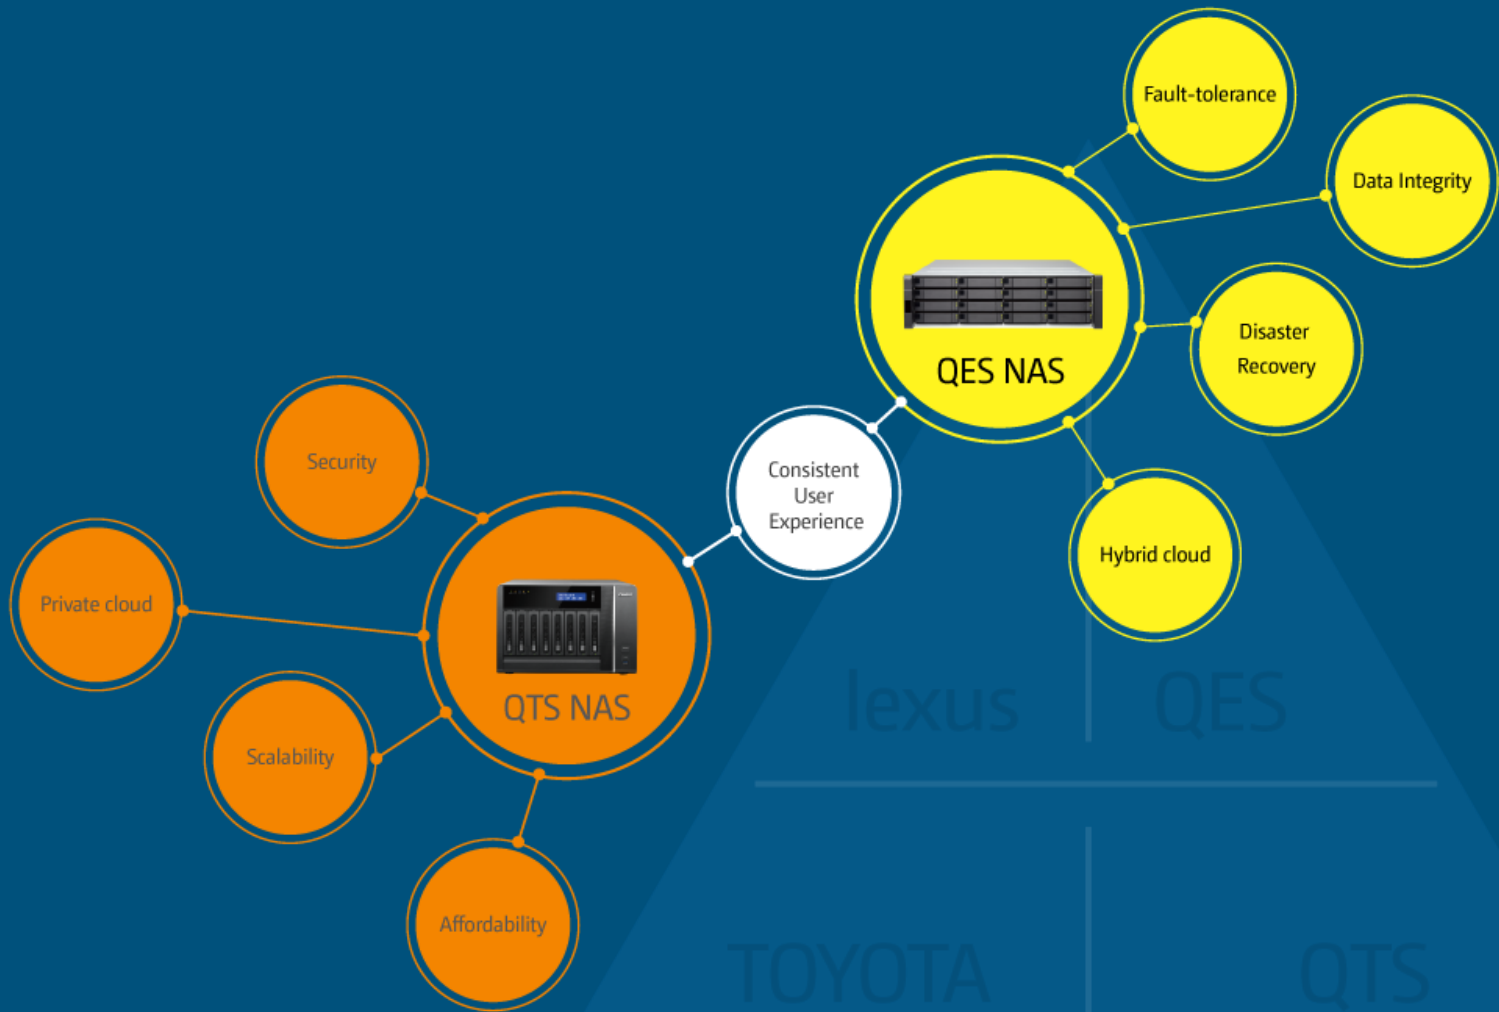 Fault-tolerance
Data Integrity
Disaster
Recovery
QES NAS
Hybrid cloud
Consistent
User
Experience
Security
Private cloud
QTS NAS
Scalability
Affordability
lexus
QES
TOYOTA
QTS